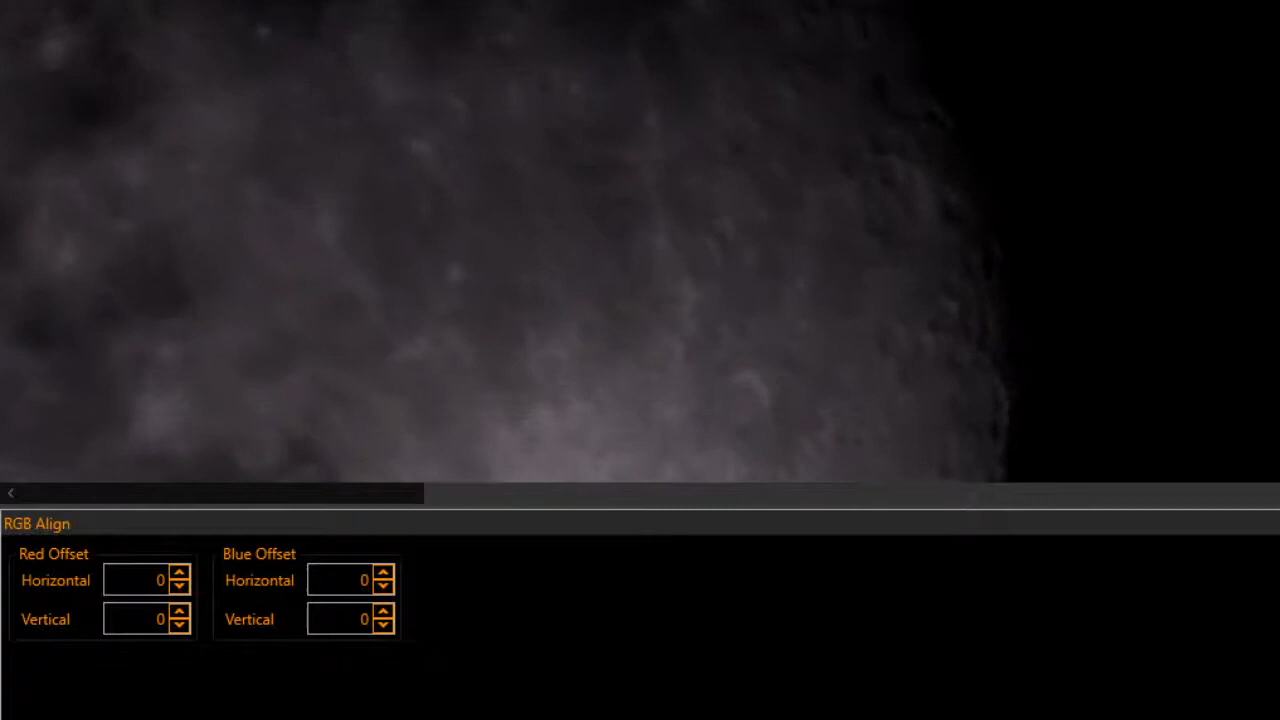 RGB Align
Red Offset
Blue Offset
Horizontal 0
Horizontal 0
Vertical 0
Vertical 0